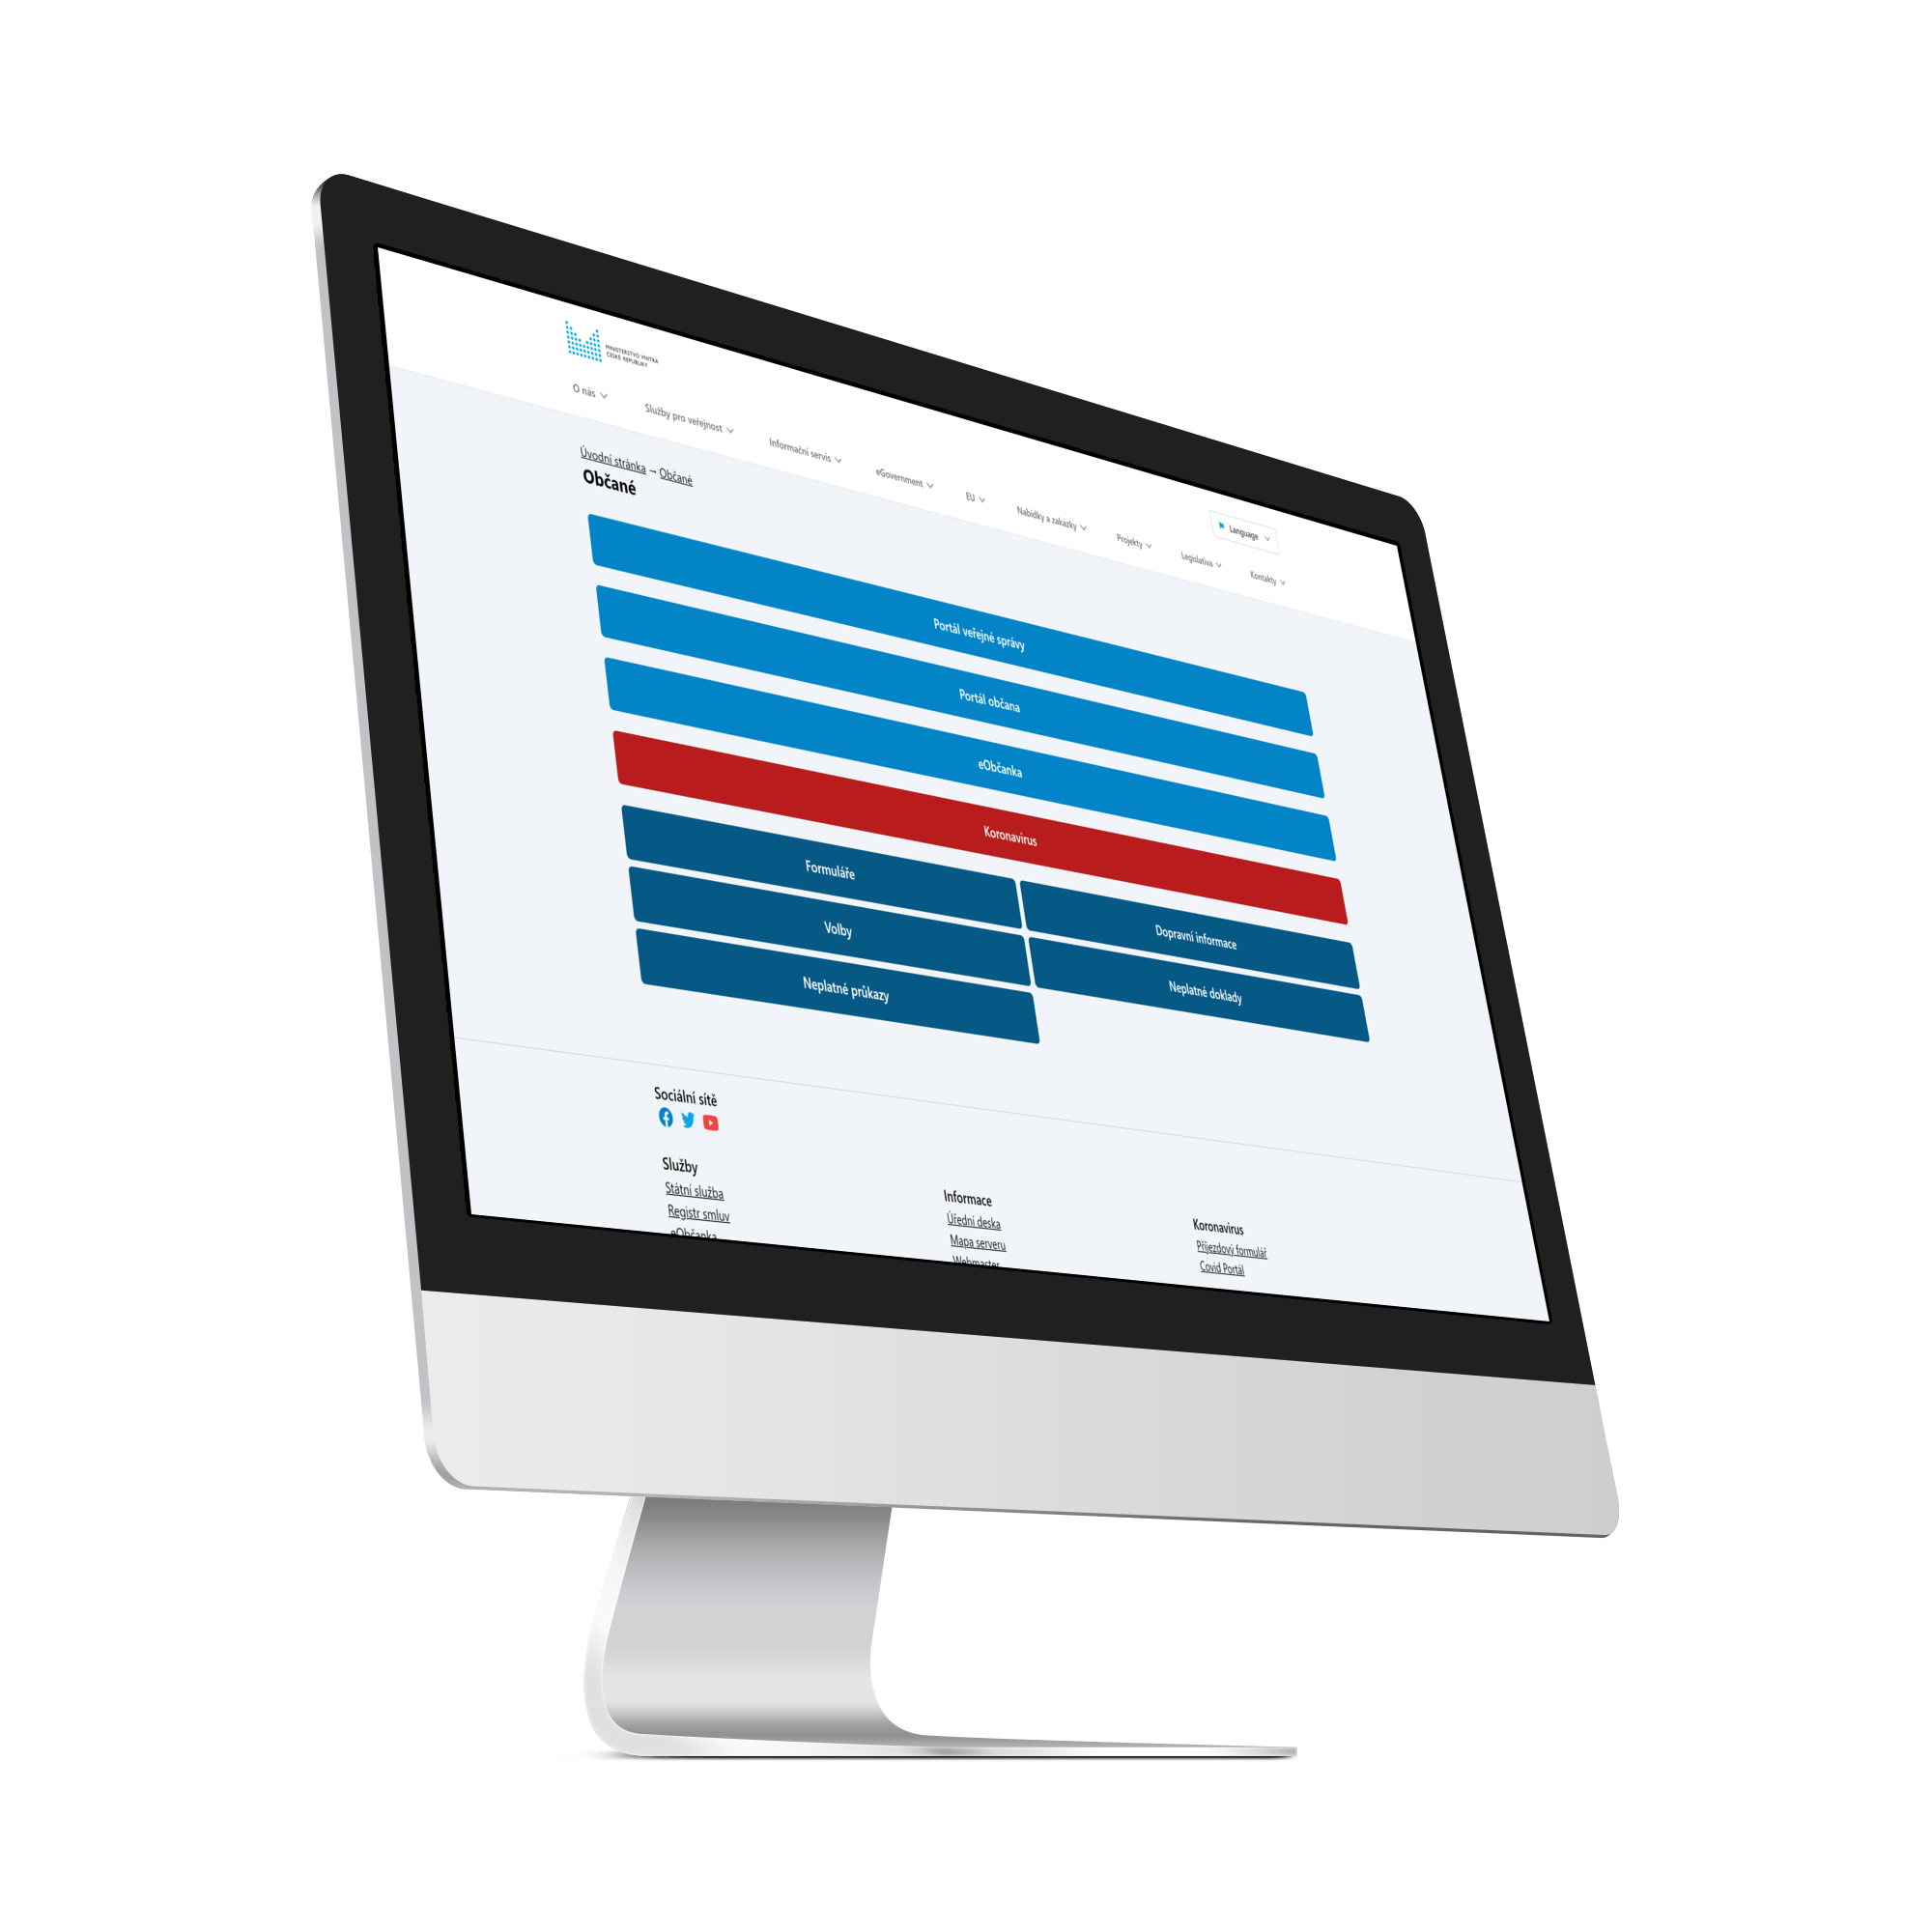 MINISTERSTVO VNITRA
ČESKÉ REPUBLIKY
Language
O nás
Služby pro veřejnost
Informační servis
eGovernment
EU
Nabídky a zakázky
Projekty
Legislativa
Kontakty
Úvodní stránka → Občané
Občané
Portál veřejné správy
Portál občana
eObčanka
Koronavirus
Formuláře
Dopravní informace
Volby
Neplatné doklady
Neplatné průkazy
Sociální sítě
Služby
Státní služba
Registr smluv
eObčanka
Informace
Úřední deska
Mapa serveru
Webmaster
Koronavirus
Příjezdový formulář
Covid Portál